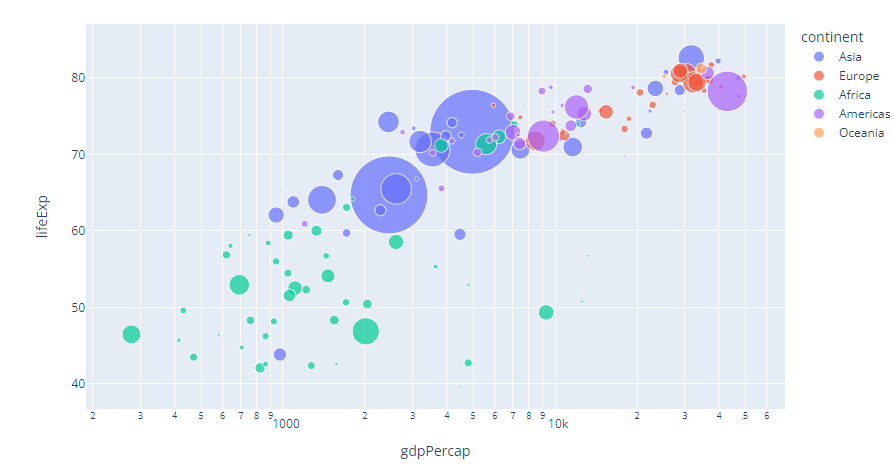 continent
Asia
Europe
Africa
Americas
Oceania
80
70
60
50
40
lifeExp
2 3 4 5 6 7 8 9 1000 2 3 4 5 6 7 8 9 10k 2 3 4 5 6
gdpPercap